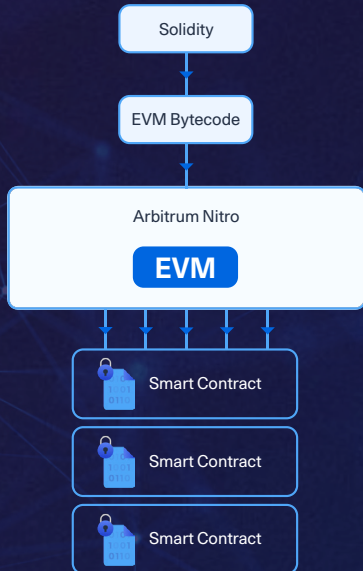 Solidity
EVM Bytecode
Arbitrum Nitro
EVM
Smart Contract
Smart Contract
Smart Contract